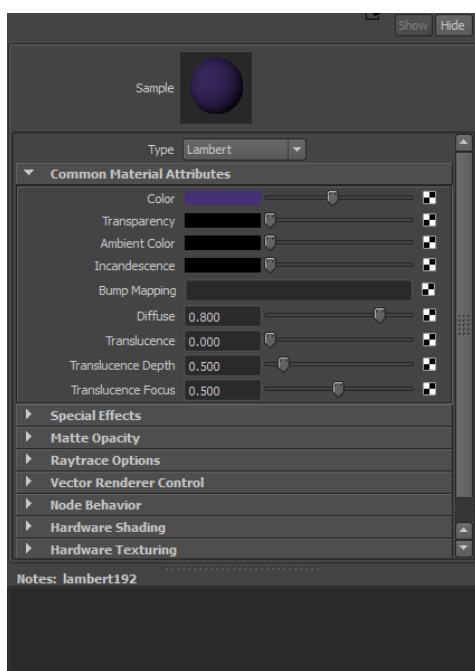 Show Hide
Sample
Type Lambert
Common Material Attributes
Color
Transparency
Ambient Color
Incandescence
Bump Mapping
Diffuse 0.800
Translucence 0.000
Translucence Depth 0.500
Translucence Focus 0.500
Special Effects
Matte Opacity
Raytrace Options
Vector Renderer Control
Node Behavior
Hardware Shading
Hardware Texturing
Notes: lambert192